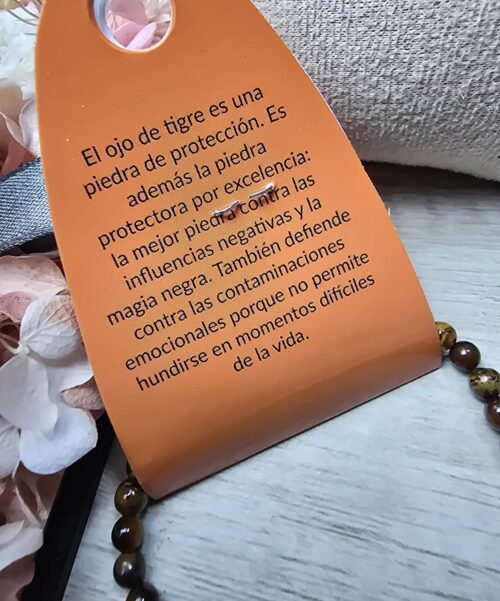 El ojo de tigre es una
piedra de protección. Es
además la piedra
protectora por excelencia:
la mejor piedra contra las
influencias negativas y la
magia negra. También defiende
contra las contaminaciones
emocionales porque no permite
hundirse en momentos difíciles
de la vida.